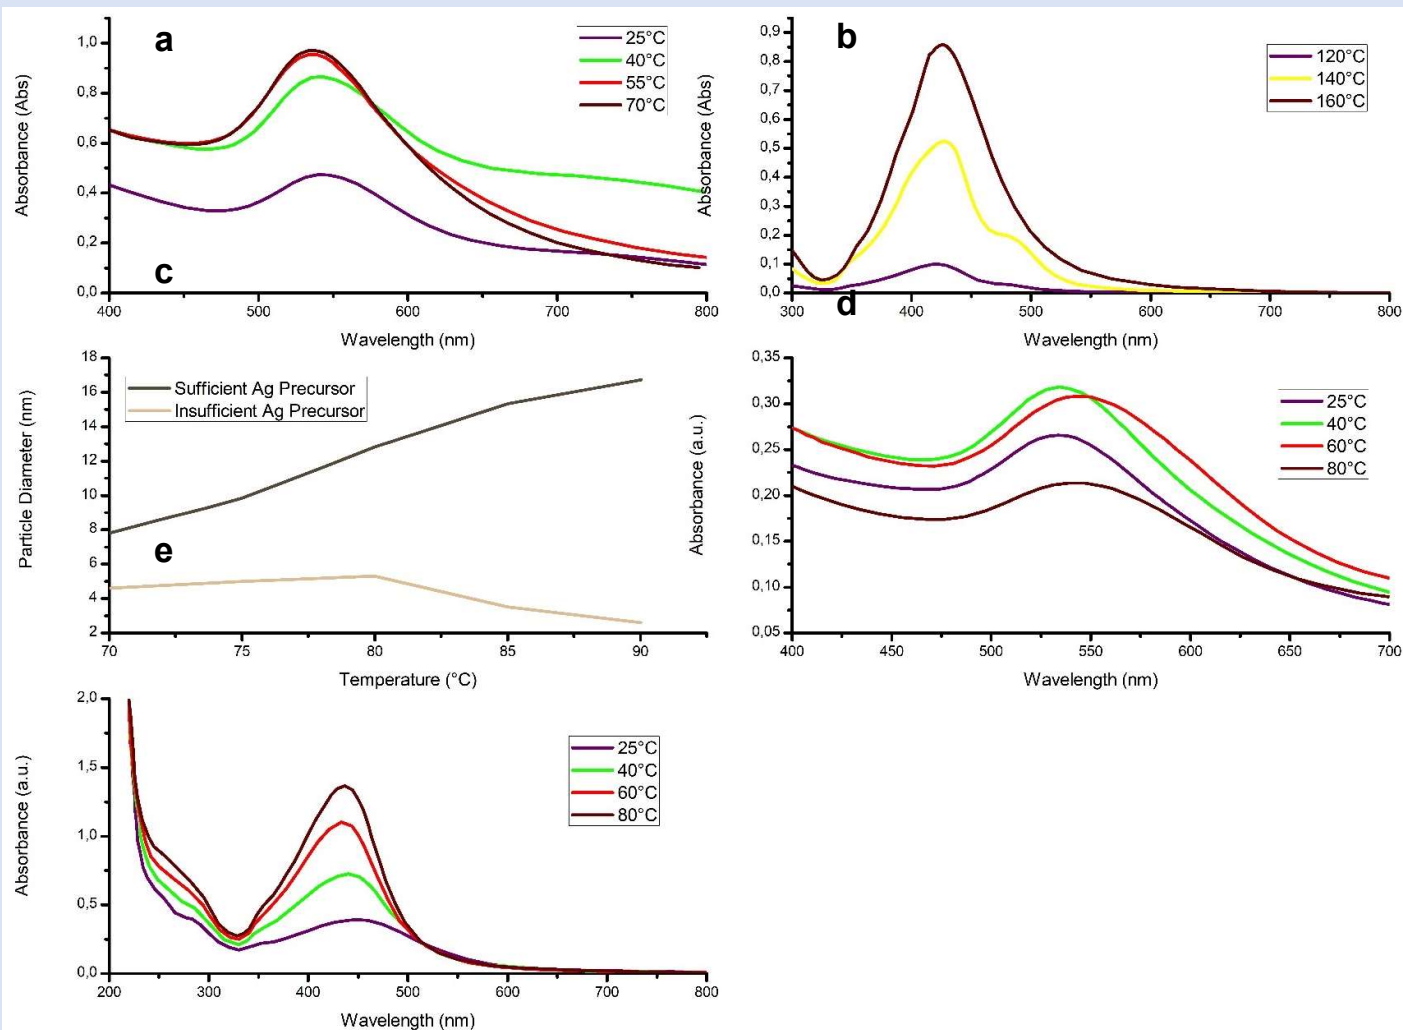 a
1,0
0,8
0,6
0,4
0,2
0,0
Absorbance (Abs)
25°C
40°C
55°C
70°C
c
400 500 600 700 800
Wavelength (nm)
b
0,9
0,8
0,7
0,6
0,5
0,4
0,3
0,2
0,1
0,0
Absorbance (Abs)
120°C
140°C
160°C
d
300 400 500 600 700 800
Wavelength (nm)
18
16
14
12
10
8
6
4
2
Particle Diameter (nm)
Sufficient Ag Precursor
Insufficient Ag Precursor
e
70 75 80 85 90
Temperature (°C)
0,35
0,30
0,25
0,20
0,15
0,10
0,05
Absorbance (a.u.)
25°C
40°C
60°C
80°C
400 450 500 550 600 650 700
Wavelength (nm)
2,0
1,5
1,0
0,5
0,0
Absorbance (a.u.)
25°C
40°C
60°C
80°C
200 300 400 500 600 700 800
Wavelength (nm)